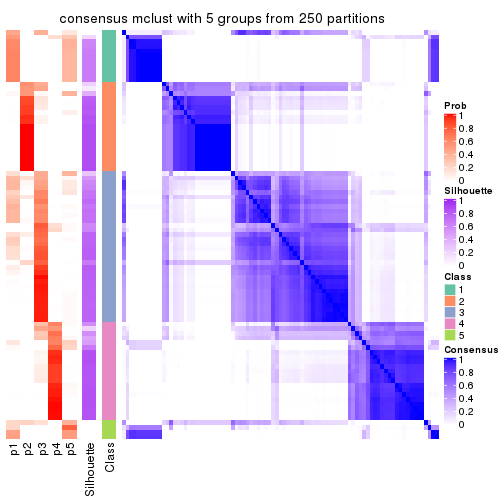 consensus mclust with 5 groups from 250 partitions
Prob
1
0.8
0.6
0.4
0.2
0
Silhouette
1
0.8
0.6
0.4
0.2
0
Class
1
2
3
4
5
Consensus
1
0.8
0.6
0.4
0.2
0
p1
p2
p3
p4
p5
Silhouette
Class